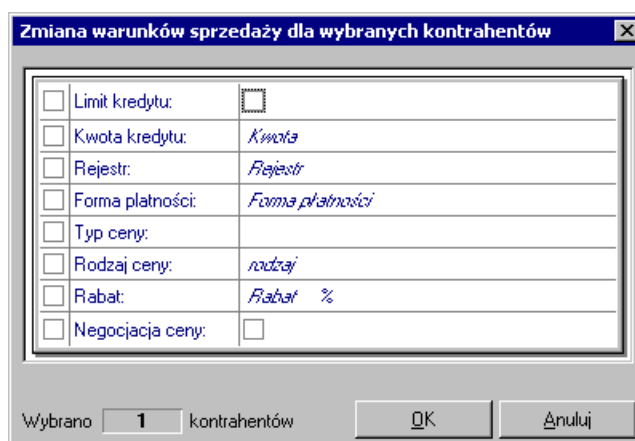 Zmiana warunków sprzedaży dla wybranych kontrahentów
Limit kredytu:
Kwota kredytu: Kwota
Rejestr: Rejestr
Forma płatności: Forma płatności
Typ ceny:
Rodzaj ceny: rodzaj
Rabat: Rabat %
Negocjacja ceny:
Wybrano 1 kontrahentów OK Anuluj